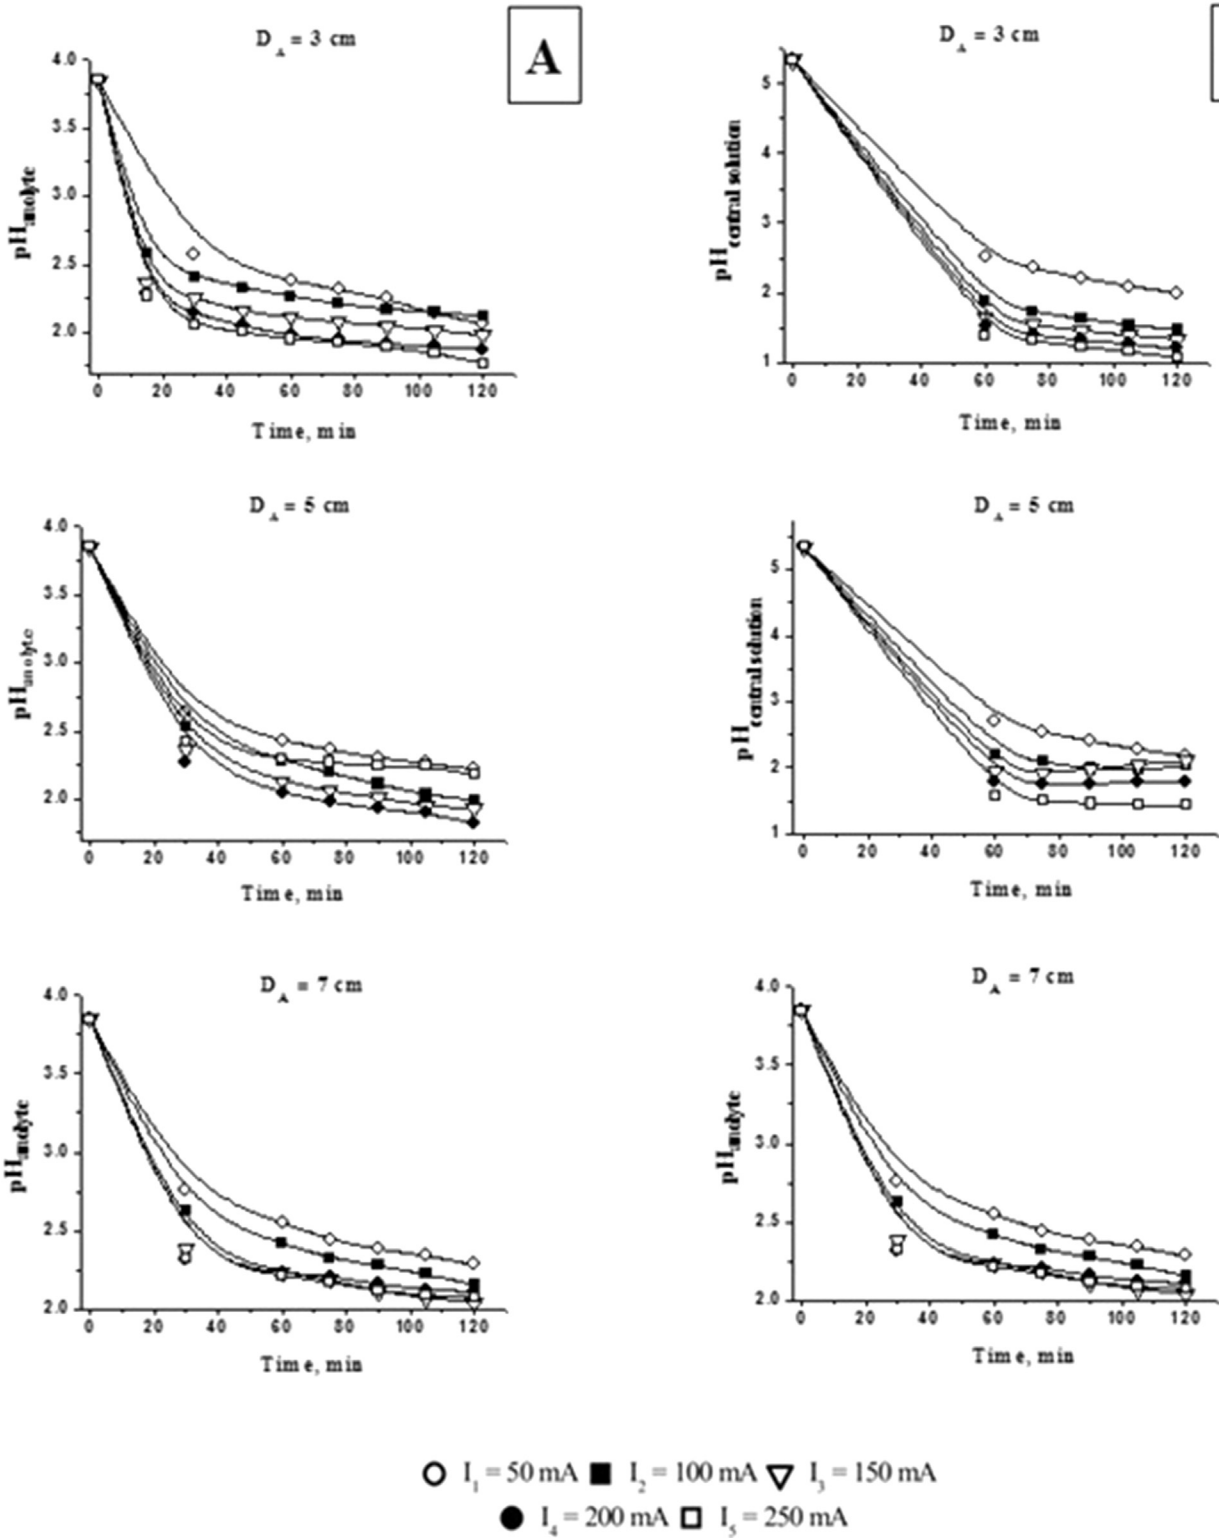 D_A = 3 cm
A
pH_anolyte
4.0
3.5
3.0
2.5
2.0
0 20 40 60 80 100 120
Time, min
D_A = 3 cm
pH_central solution
5
4
3
2
1
0 20 40 60 80 100 120
Time, min
D_A = 5 cm
pH_anolyte
4.0
3.5
3.0
2.5
2.0
0 20 40 60 80 100 120
Time, min
D_A = 5 cm
pH_central solution
5
4
3
2
1
0 20 40 60 80 100 120
Time, min
D_A = 7 cm
pH_anolyte
4.0
3.5
3.0
2.5
2.0
0 20 40 60 80 100 120
Time, min
D_A = 7 cm
pH_anolyte
4.0
3.5
3.0
2.5
2.0
0 20 40 60 80 100 120
Time, min
I_1 = 50 mA I_2 = 100 mA I_3 = 150 mA
I_4 = 200 mA I_5 = 250 mA